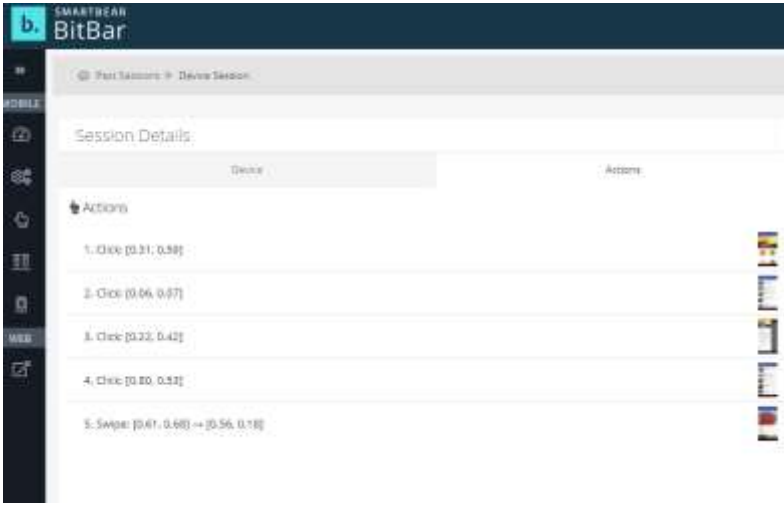 b.
SMARTBEAR
BitBar
Past Sessions » Device Session
MOBILE
WEB
Session Details
Device
Actions
Actions
1. Click: [0.31, 0.59]
2. Click: [0.06, 0.07]
3. Click: [0.22, 0.42]
4. Click: [0.80, 0.53]
5. Swipe: [0.61, 0.68] → [0.56, 0.18]